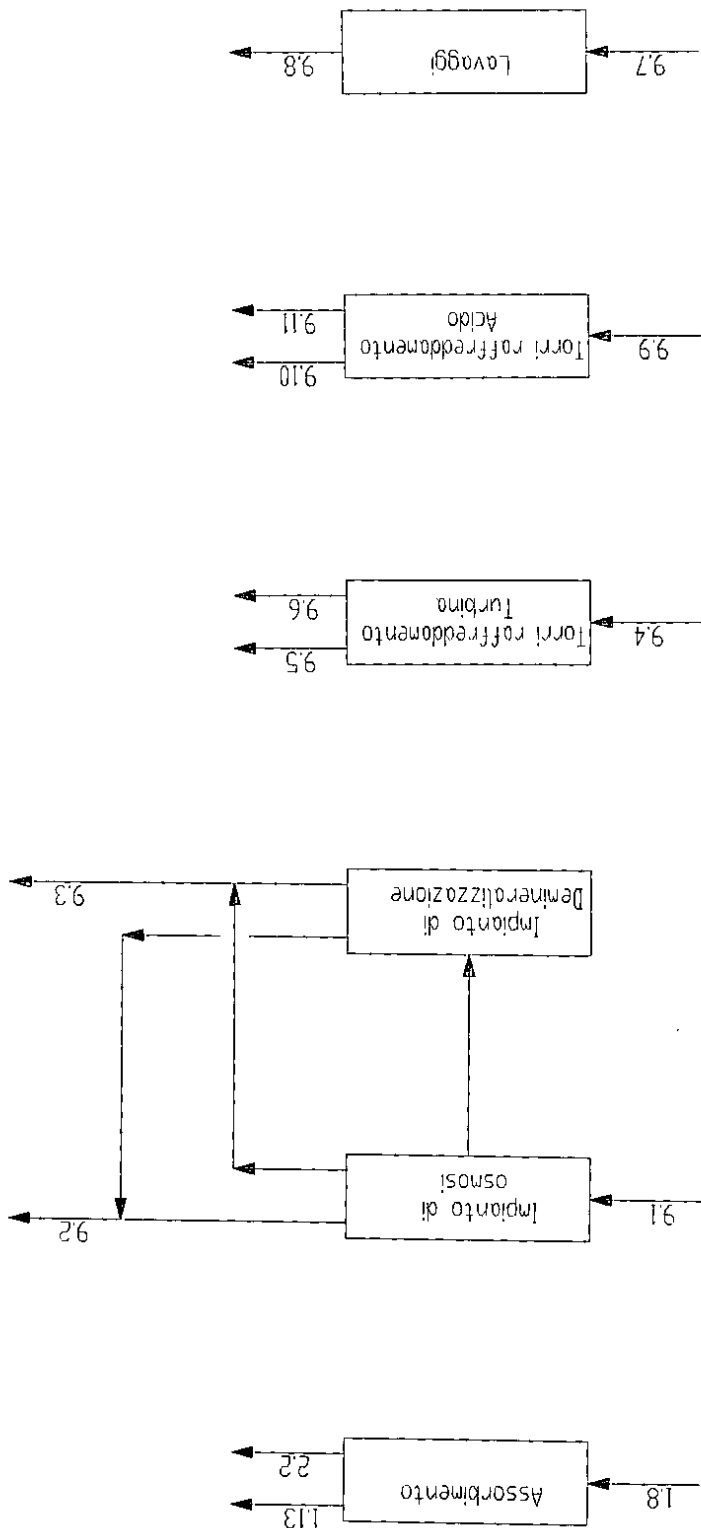 1.8
Assorbimento
1.13
2.2
9.1
Impianto di
osmosi
9.2
Impianto di
Demineralizzazione
9.3
9.4
Torri raffreddamento
Turbina
9.5
9.6
9.9
Torri raffreddamento
Acido
9.10
9.11
9.7
Lavaggi
9.8